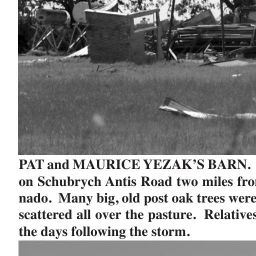 PAT and MAURICE YEZAK'S BARN.
on Schubrych Antis Road two miles fro
nado. Many big, old post oak trees were
scattered all over the pasture. Relatives
the days following the storm.